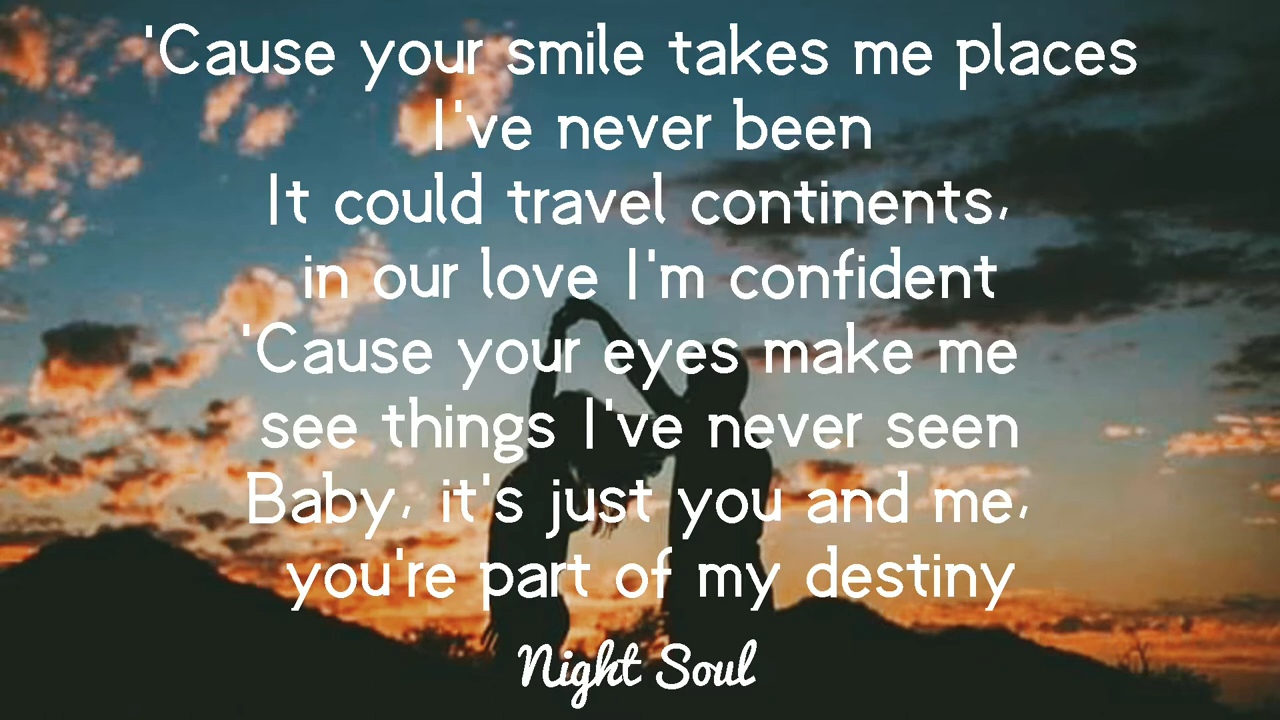 'Cause your smile takes me places
I've never been
It could travel continents,
in our love I'm confident
'Cause your eyes make me
see things I've never seen
Baby, it's just you and me,
you're part of my destiny
Night Soul